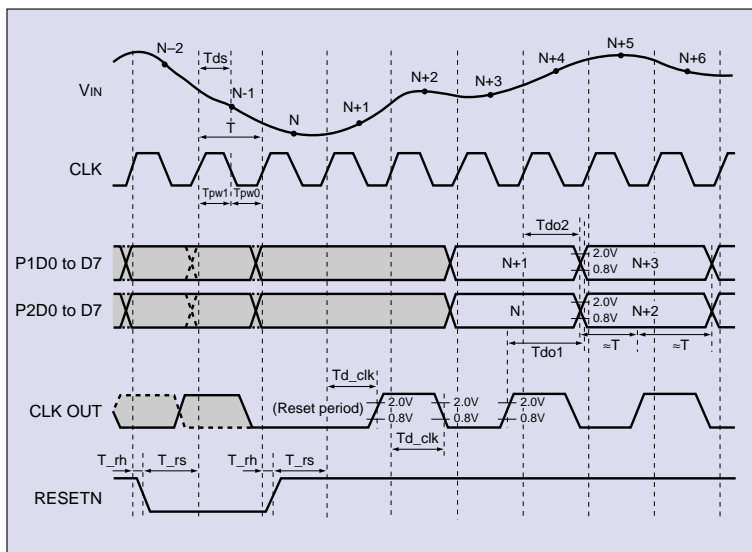 N–2
Tds
N-1
N
N+1
N+2
N+3
N+4
N+5
N+6
VIN
T
CLK
Tpw1
Tpw0
Tdo2
P1D0 to D7
N+1
2.0V
0.8V
N+3
P2D0 to D7
N
2.0V
0.8V
N+2
Tdo1
≈T
≈T
Td_clk
CLK OUT
(Reset period)
2.0V
0.8V
2.0V
0.8V
2.0V
0.8V
Td_clk
T_rh
T_rs
T_rh
T_rs
RESETN